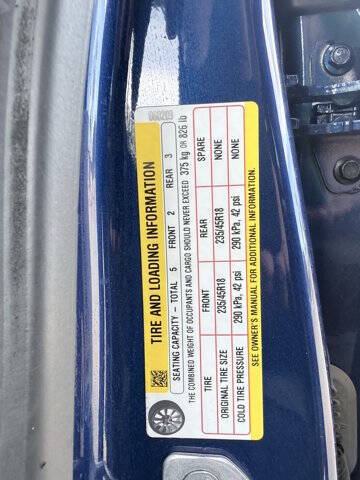 TIRE AND LOADING INFORMATION
SEATING CAPACITY – TOTAL 5 FRONT 2 REAR 3
THE COMBINED WEIGHT OF OCCUPANTS AND CARGO SHOULD NEVER EXCEED 375 kg OR 826 lb
TIRE FRONT REAR SPARE
ORIGINAL TIRE SIZE 235/45R18 235/45R18 NONE
COLD TIRE PRESSURE 290 kPa, 42 psi 290 kPa, 42 psi NONE
SEE OWNER'S MANUAL FOR ADDITIONAL INFORMATION.